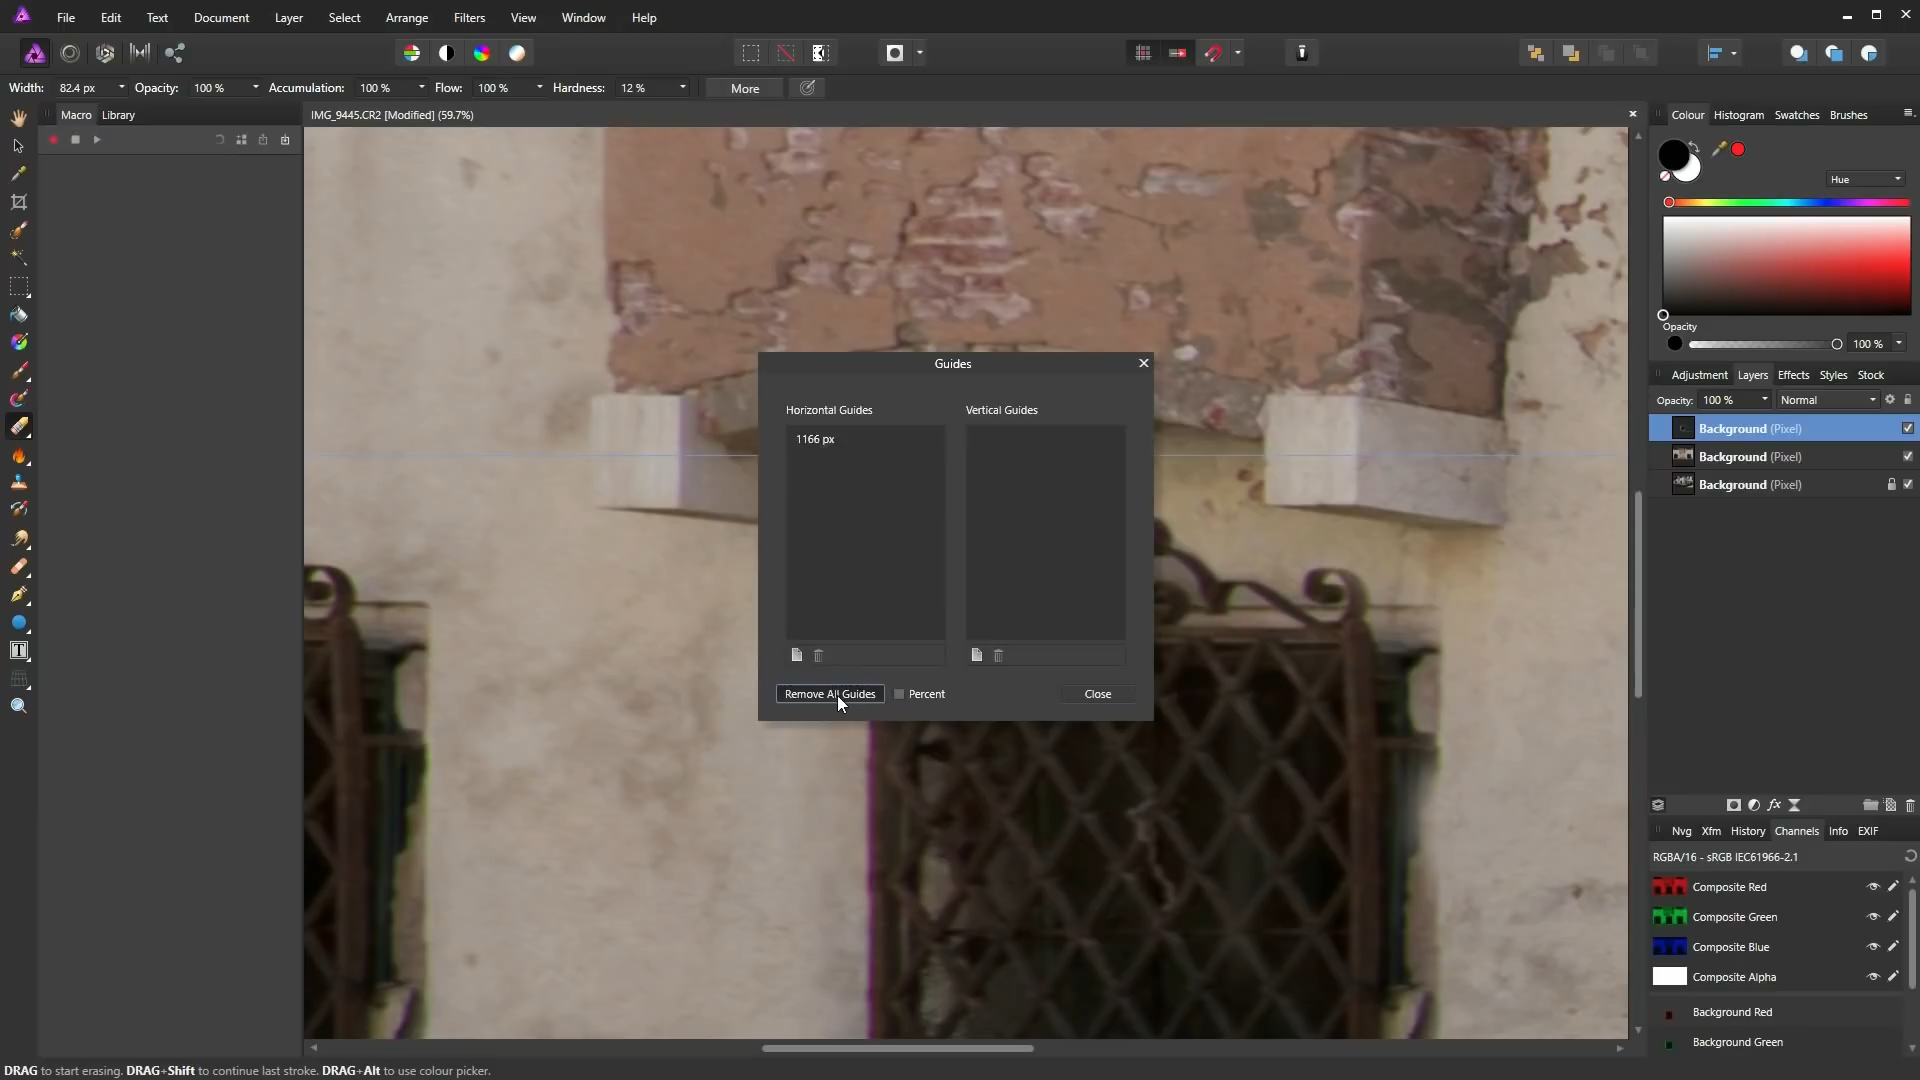 File Edit Text Document Layer Select Arrange Filters View Window Help
Width: 82.4 px Opacity: 100 % Accumulation: 100 % Flow: 100 % Hardness: 12 % More
Macro Library
IMG_9445.CR2 [Modified] (59.7%)
Colour Histogram Swatches Brushes
Hue
Opacity
100 %
Adjustment Layers Effects Styles Stock
Opacity: 100 % Normal
Background (Pixel)
Background (Pixel)
Background (Pixel)
Guides
Horizontal Guides Vertical Guides
1166 px
Remove All Guides Percent Close
Nvg Xfm History Channels Info EXIF
RGBA/16 - sRGB IEC61966-2.1
Composite Red
Composite Green
Composite Blue
Composite Alpha
Background Red
Background Green
DRAG to start erasing. DRAG+Shift to continue last stroke. DRAG+Alt to use colour picker.